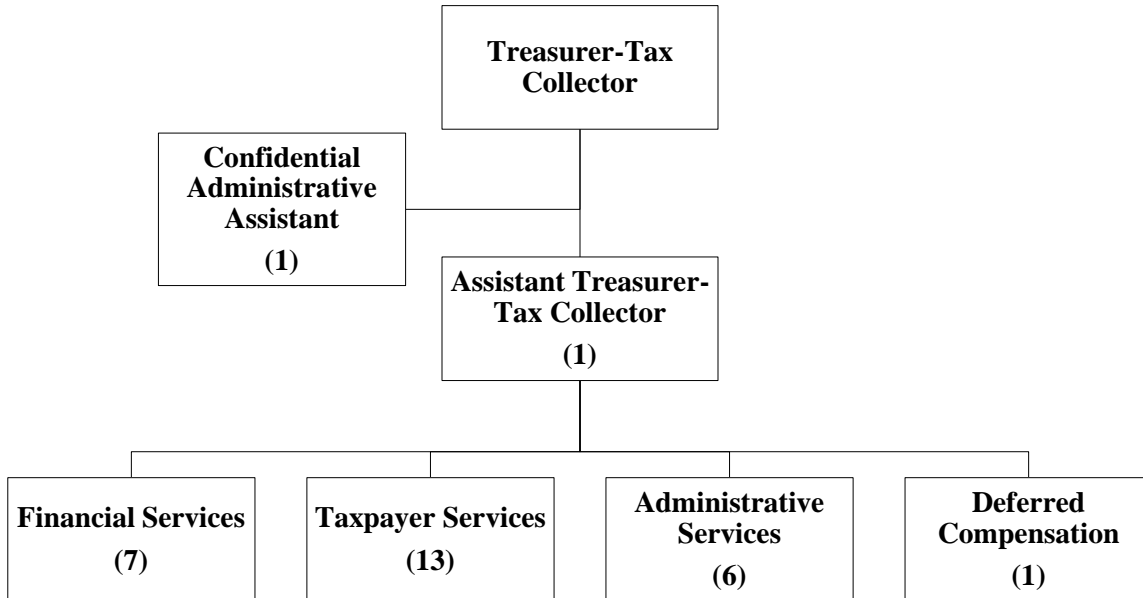 Treasurer-Tax
Collector
Confidential
Administrative
Assistant
(1)
Assistant Treasurer-
Tax Collector
(1)
Financial Services
(7)
Taxpayer Services
(13)
Administrative
Services
(6)
Deferred
Compensation
(1)